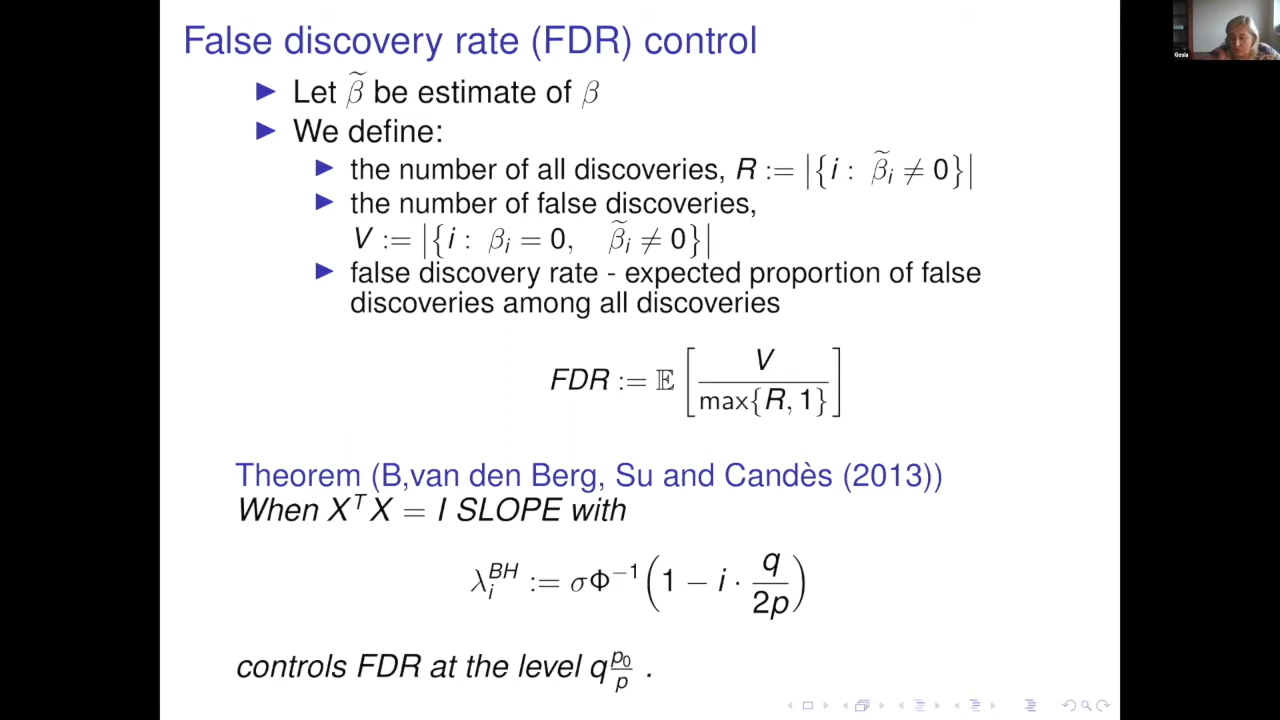 False discovery rate (FDR) control
▶ Let β̃ be estimate of β
▶ We define:
▶ the number of all discoveries, R := |{i : β̃ᵢ ≠ 0}|
▶ the number of false discoveries,
V := |{i : βᵢ = 0, β̃ᵢ ≠ 0}|
▶ false discovery rate - expected proportion of false
discoveries among all discoveries
FDR := 𝔼 [ V / max{R, 1} ]
Theorem (B,van den Berg, Su and Candès (2013))
When XᵀX = I SLOPE with
λᵢᴮᴴ := σΦ⁻¹(1 − i · q/2p)
controls FDR at the level q p₀/p .
Gosia